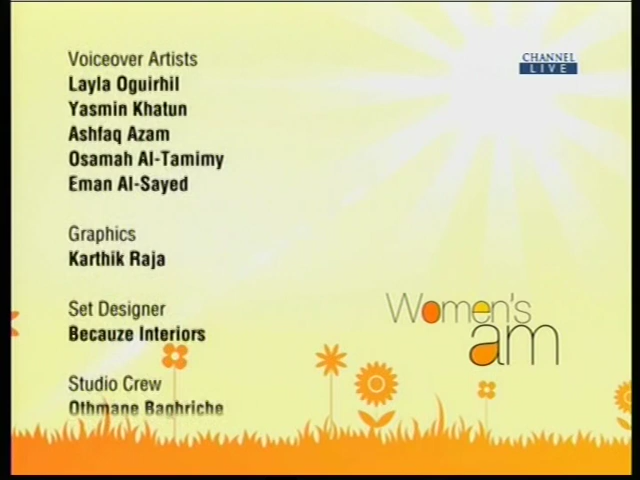 Voiceover Artists
Layla Oguirhil
Yasmin Khatun
Ashfaq Azam
Osamah Al-Tamimy
Eman Al-Sayed
Graphics
Karthik Raja
Set Designer
Becauze Interiors
Studio Crew
Othmane Baghriche
CHANNEL
LIVE
Women's
am